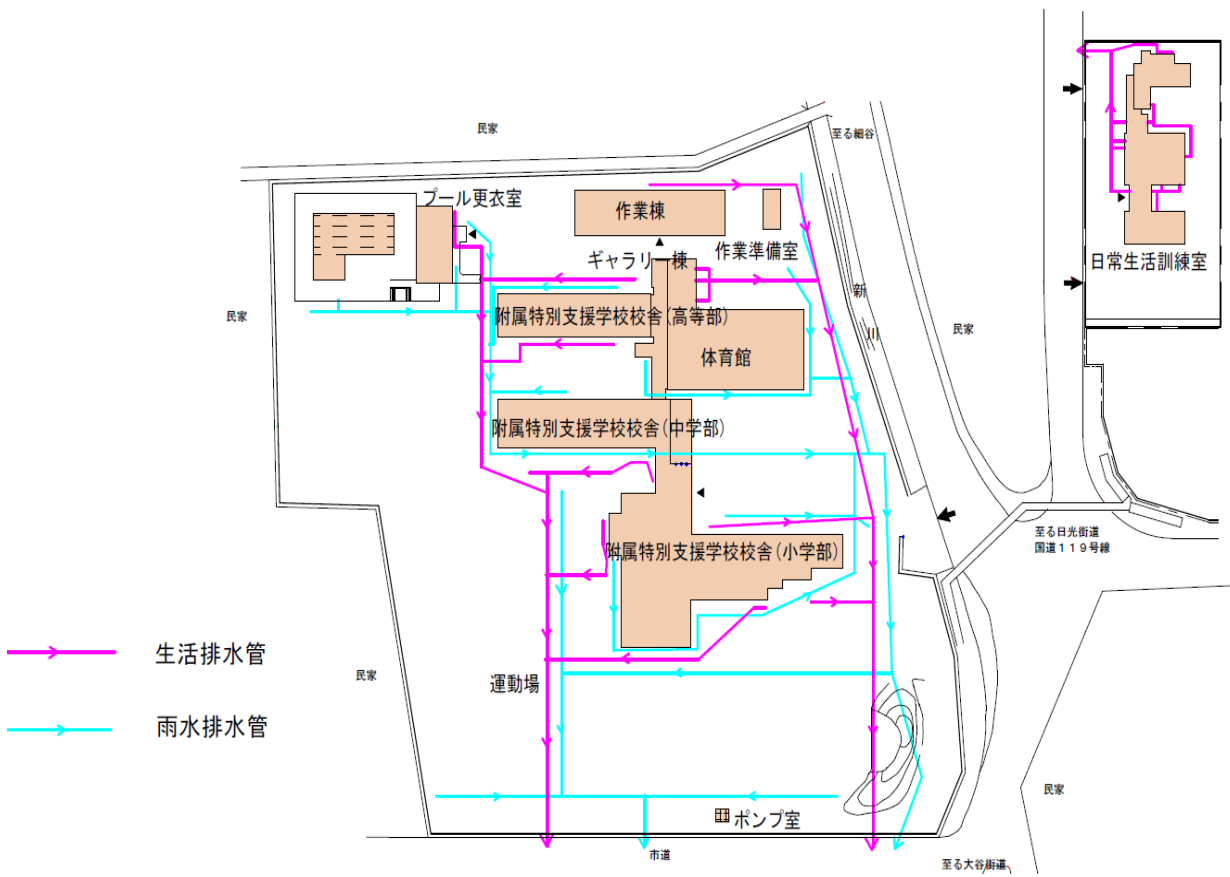 民家
至る細谷
プール更衣室
作業棟
作業準備室
ギャラリー棟
日常生活訓練室
新
川
民家
附属特別支援学校校舎(高等部)
民家
体育館
附属特別支援学校校舎(中学部)
至る日光街道
国道119号線
附属特別支援学校校舎(小学部)
生活排水管
民家
運動場
雨水排水管
民家
ポンプ室
市道
至る大谷街道